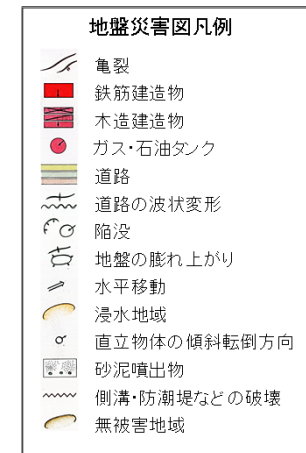 地盤災害図凡例
亀裂
鉄筋建造物
木造建造物
ガス・石油タンク
道路
道路の波状変形
陥没
地盤の膨れ上がり
水平移動
浸水地域
直立物体の傾斜転倒方向
砂泥噴出物
側溝・防潮堤などの破壊
無被害地域